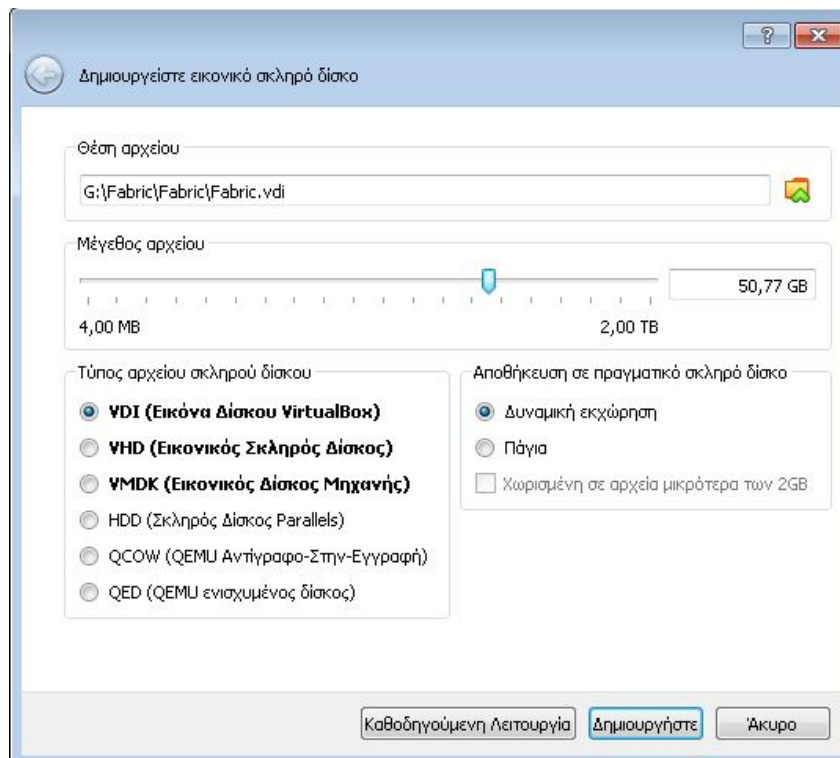 Δημιουργείστε εικονικό σκληρό δίσκο
Θέση αρχείου
G:\Fabric\Fabric\Fabric.vdi
Μέγεθος αρχείου
50,77 GB
4,00 MB 2,00 TB
Τύπος αρχείου σκληρού δίσκου
VDI (Εικόνα Δίσκου VirtualBox)
VHD (Εικονικός Σκληρός Δίσκος)
VMDK (Εικονικός Δίσκος Μηχανής)
HDD (Σκληρός Δίσκος Parallels)
QCOW (QEMU Αντίγραφο-Στην-Εγγραφή)
QED (QEMU ενισχυμένος δίσκος)
Αποθήκευση σε πραγματικό σκληρό δίσκο
Δυναμική εκχώρηση
Πάγια
Χωρισμένη σε αρχεία μικρότερα των 2GB
Καθοδηγούμενη Λειτουργία Δημιουργήστε Άκυρο